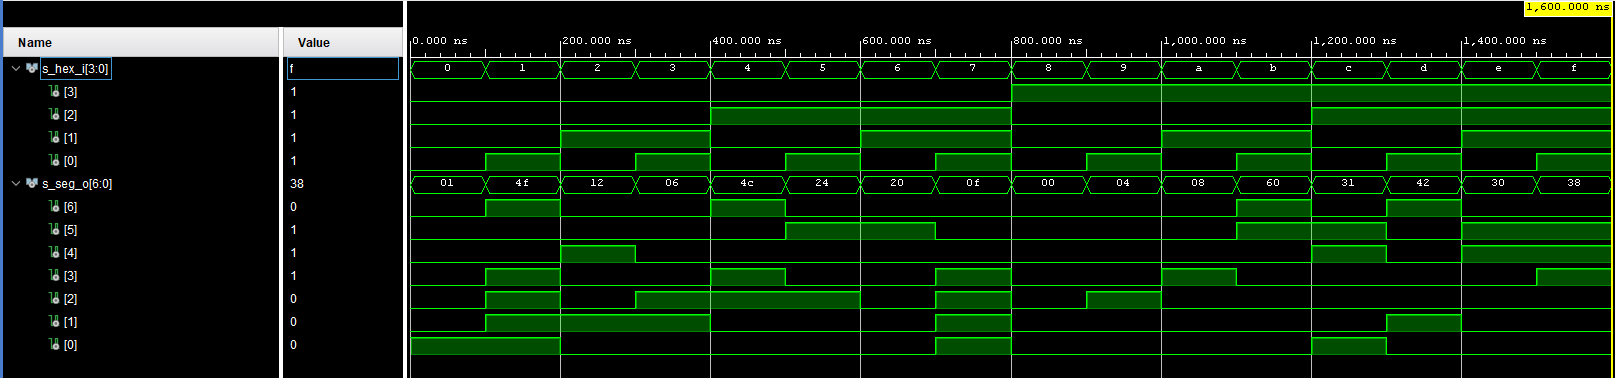 1,600.000 ns
Name Value
0.000 ns 200.000 ns 400.000 ns 600.000 ns 800.000 ns 1,000.000 ns 1,200.000 ns 1,400.000 ns
s_hex_i[3:0] f 0 1 2 3 4 5 6 7 8 9 a b c d e f
[3] 1
[2] 1
[1] 1
[0] 1
s_seg_o[6:0] 38 01 4f 12 06 4c 24 20 0f 00 04 08 60 31 42 30 38
[6] 0
[5] 1
[4] 1
[3] 1
[2] 0
[1] 0
[0] 0